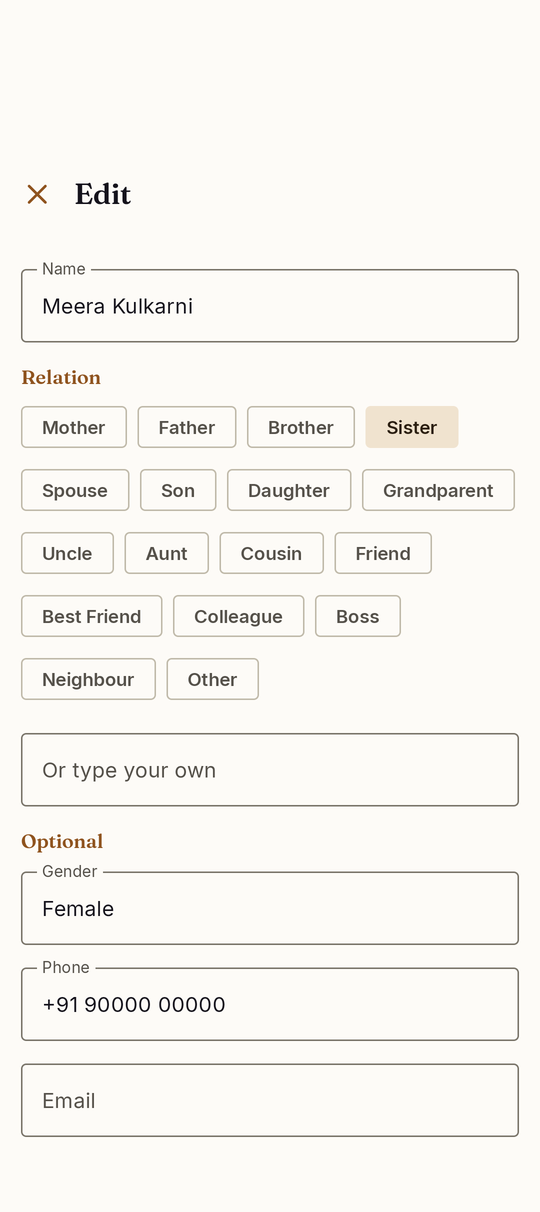 Edit
Name
Meera Kulkarni
Relation
Mother Father Brother Sister
Spouse Son Daughter Grandparent
Uncle Aunt Cousin Friend
Best Friend Colleague Boss
Neighbour Other
Or type your own
Optional
Gender
Female
Phone
+91 90000 00000
Email